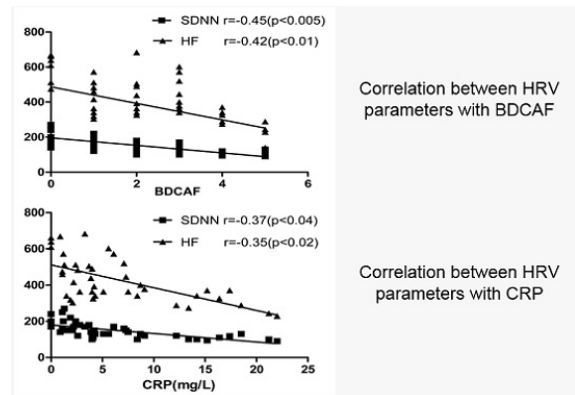 SDNN r=-0.45(p<0.005)
HF r=-0.42(p<0.01)
800
600
400
200
0
0 2 4 6
BDCAF
Correlation between HRV
parameters with BDCAF
SDNN r=-0.37(p<0.04)
HF r=-0.35(p<0.02)
800
600
400
200
0
0 5 10 15 20 25
CRP(mg/L)
Correlation between HRV
parameters with CRP